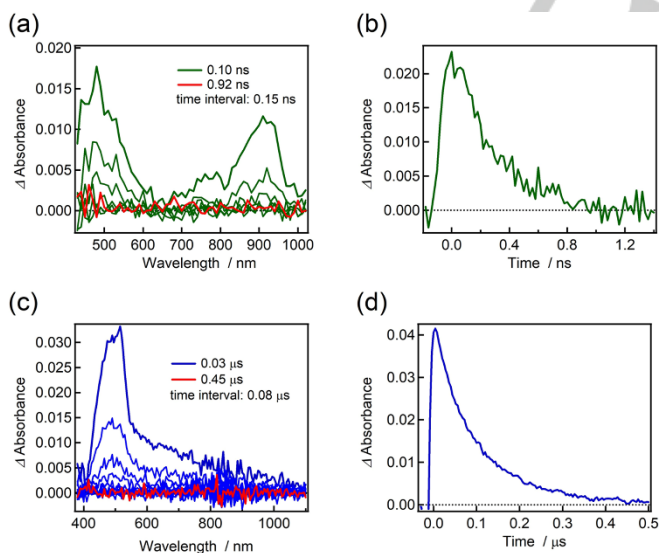 (a)
0.020
0.015
0.010
0.005
0.000
Δ Absorbance
0.10 ns
0.92 ns
time interval: 0.15 ns
500 600 700 800 900 1000
Wavelength / nm
(b)
0.020
0.015
0.010
0.005
0.000
Δ Absorbance
0.0 0.4 0.8 1.2
Time / ns
(c)
0.030
0.025
0.020
0.015
0.010
0.005
0.000
Δ Absorbance
0.03 μs
0.45 μs
time interval: 0.08 μs
400 600 800 1000
Wavelength / nm
(d)
0.04
0.03
0.02
0.01
0.00
Δ Absorbance
0.0 0.1 0.2 0.3 0.4 0.5
Time / μs